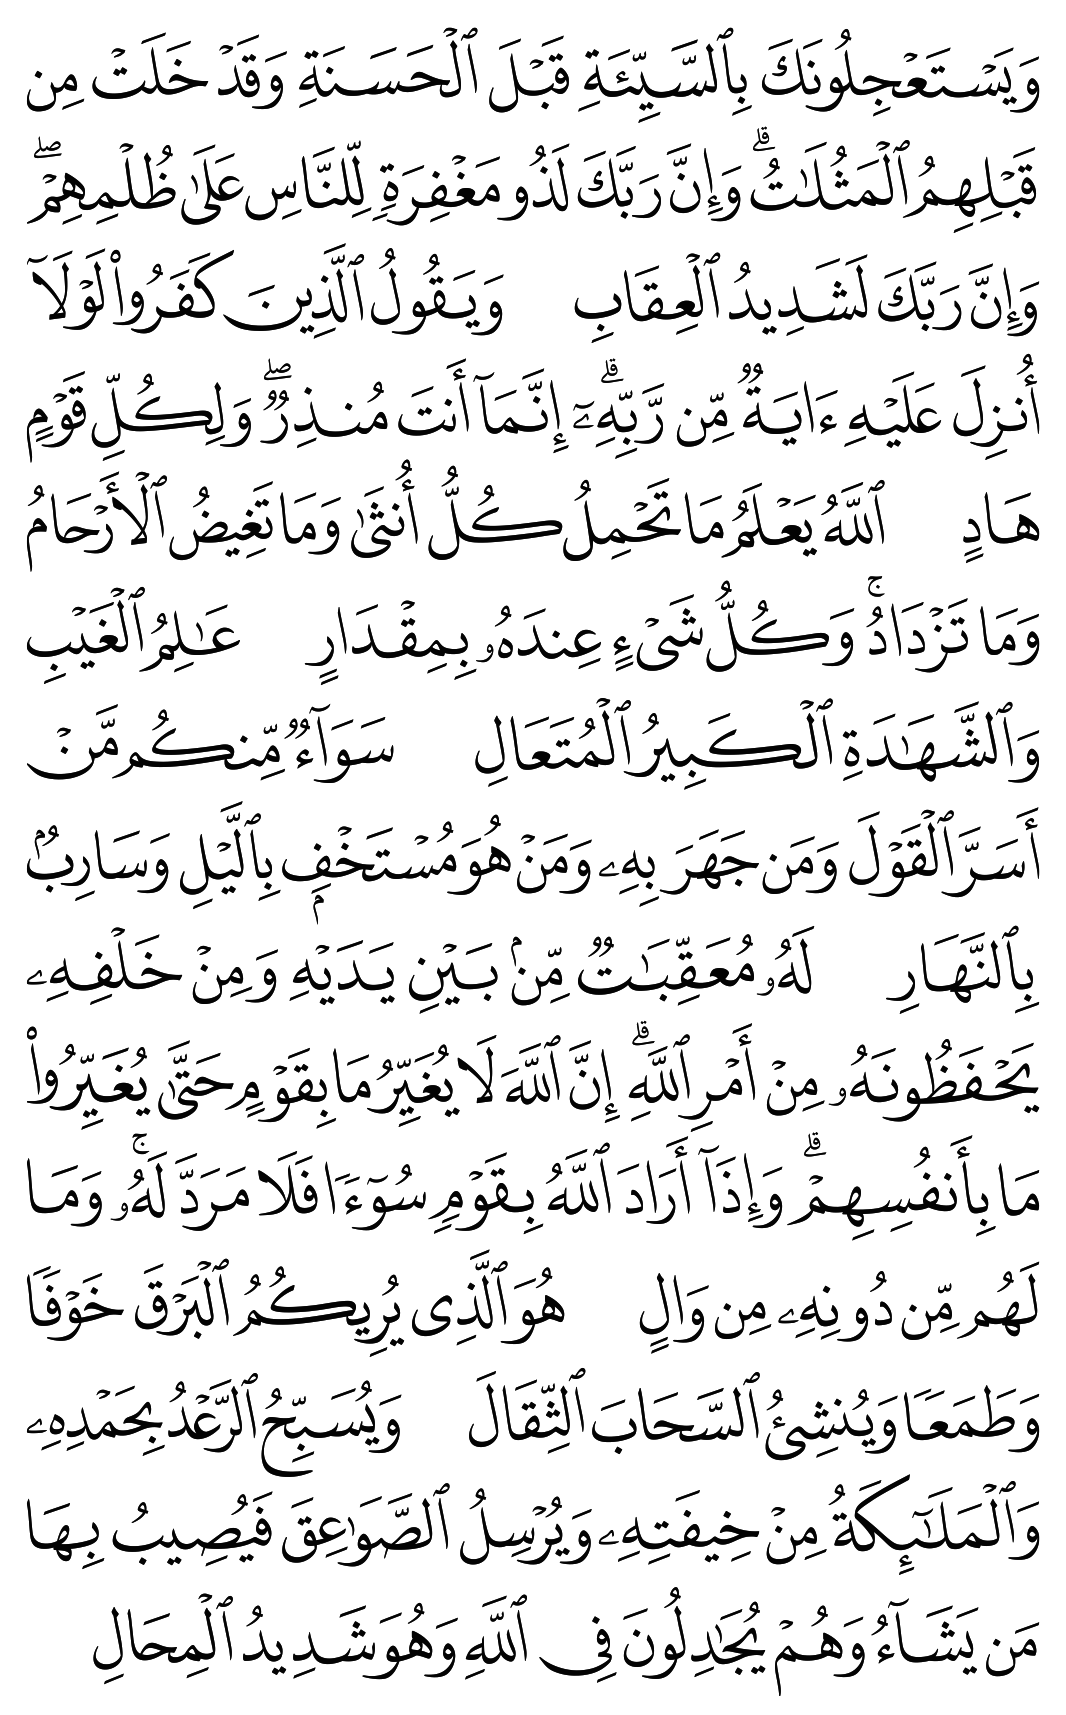 وَيَسۡتَعۡجِلُونَكَ بِٱلسَّيِّئَةِ قَبۡلَ ٱلۡحَسَنَةِ وَقَدۡ خَلَتۡ مِن
قَبۡلِهِمُ ٱلۡمَثُلَٰتُۗ وَإِنَّ رَبَّكَ لَذُو مَغۡفِرَةٖ لِّلنَّاسِ عَلَىٰ ظُلۡمِهِمۡۖ
وَإِنَّ رَبَّكَ لَشَدِيدُ ٱلۡعِقَابِ وَيَقُولُ ٱلَّذِينَ كَفَرُواْ لَوۡلَآ
أُنزِلَ عَلَيۡهِ ءَايَةٞ مِّن رَّبِّهِۦٓۗ إِنَّمَآ أَنتَ مُنذِرٞۖ وَلِكُلِّ قَوۡمٍ
هَادٍ ٱللَّهُ يَعۡلَمُ مَا تَحۡمِلُ كُلُّ أُنثَىٰ وَمَا تَغِيضُ ٱلۡأَرۡحَامُ
وَمَا تَزۡدَادُۚ وَكُلُّ شَيۡءٍ عِندَهُۥ بِمِقۡدَارٍ عَٰلِمُ ٱلۡغَيۡبِ
وَٱلشَّهَٰدَةِ ٱلۡكَبِيرُ ٱلۡمُتَعَالِ سَوَآءٞ مِّنكُم مَّنۡ
أَسَرَّ ٱلۡقَوۡلَ وَمَن جَهَرَ بِهِۦ وَمَنۡ هُوَ مُسۡتَخۡفِۭ بِٱلَّيۡلِ وَسَارِبُۢ
بِٱلنَّهَارِ لَهُۥ مُعَقِّبَٰتٞ مِّنۢ بَيۡنِ يَدَيۡهِ وَمِنۡ خَلۡفِهِۦ
يَحۡفَظُونَهُۥ مِنۡ أَمۡرِ ٱللَّهِۗ إِنَّ ٱللَّهَ لَا يُغَيِّرُ مَا بِقَوۡمٍ حَتَّىٰ يُغَيِّرُواْ
مَا بِأَنفُسِهِمۡۗ وَإِذَآ أَرَادَ ٱللَّهُ بِقَوۡمٖ سُوٓءٗا فَلَا مَرَدَّ لَهُۥۚ وَمَا
لَهُم مِّن دُونِهِۦ مِن وَالٍ هُوَ ٱلَّذِي يُرِيكُمُ ٱلۡبَرۡقَ خَوۡفٗا
وَطَمَعٗا وَيُنشِئُ ٱلسَّحَابَ ٱلثِّقَالَ وَيُسَبِّحُ ٱلرَّعۡدُ بِحَمۡدِهِۦ
وَٱلۡمَلَٰٓئِكَةُ مِنۡ خِيفَتِهِۦ وَيُرۡسِلُ ٱلصَّوَٰعِقَ فَيُصِيبُ بِهَا
مَن يَشَآءُ وَهُمۡ يُجَٰدِلُونَ فِي ٱللَّهِ وَهُوَ شَدِيدُ ٱلۡمِحَالِ